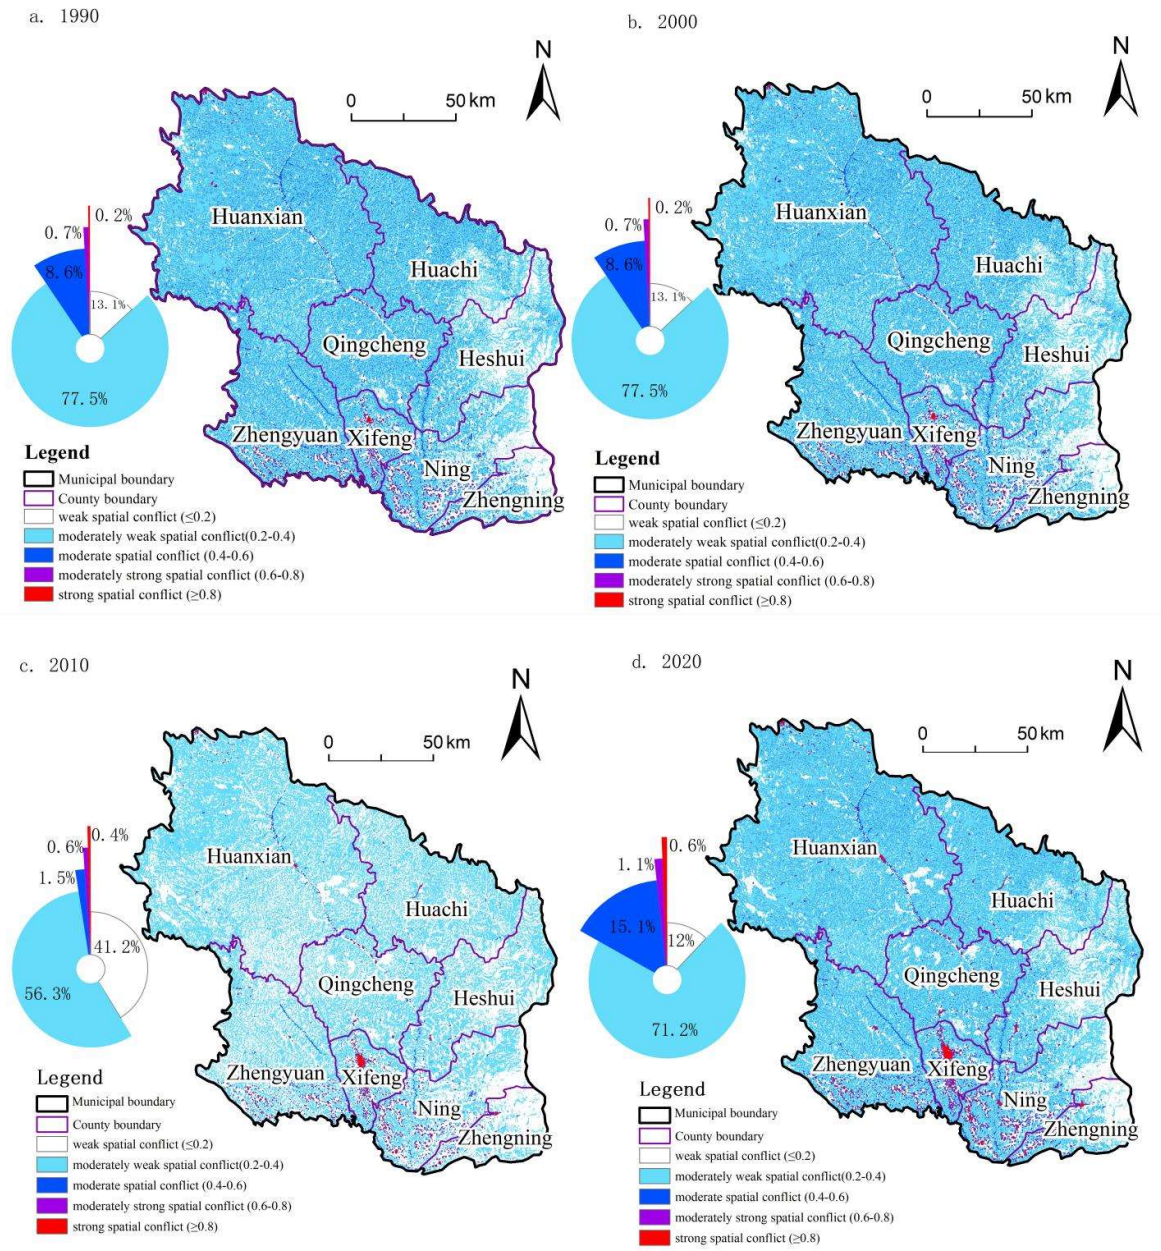 a. 1990
N
0 50 km
Huanxian
Huachi
Qingcheng
Heshui
Zhengyuan
Xifeng
Ning
Zhengning
0.2%
0.7%
8.6%
13.1%
77.5%
Legend
Municipal boundary
County boundary
weak spatial conflict (≤0.2)
moderately weak spatial conflict(0.2-0.4)
moderate spatial conflict (0.4-0.6)
moderately strong spatial conflict (0.6-0.8)
strong spatial conflict (≥0.8)
b. 2000
N
0 50 km
Huanxian
Huachi
Qingcheng
Heshui
Zhengyuan
Xifeng
Ning
Zhengning
0.2%
0.7%
8.6%
13.1%
77.5%
Legend
Municipal boundary
County boundary
weak spatial conflict (≤0.2)
moderately weak spatial conflict(0.2-0.4)
moderate spatial conflict (0.4-0.6)
moderately strong spatial conflict (0.6-0.8)
strong spatial conflict (≥0.8)
c. 2010
N
0 50 km
Huanxian
Huachi
Qingcheng
Heshui
Zhengyuan
Xifeng
Ning
Zhengning
0.4%
0.6%
1.5%
41.2%
56.3%
Legend
Municipal boundary
County boundary
weak spatial conflict (≤0.2)
moderately weak spatial conflict(0.2-0.4)
moderate spatial conflict (0.4-0.6)
moderately strong spatial conflict (0.6-0.8)
strong spatial conflict (≥0.8)
d. 2020
N
0 50 km
Huanxian
Huachi
Qingcheng
Heshui
Zhengyuan
Xifeng
Ning
Zhengning
0.6%
1.1%
15.1%
12%
71.2%
Legend
Municipal boundary
County boundary
weak spatial conflict (≤0.2)
moderately weak spatial conflict(0.2-0.4)
moderate spatial conflict (0.4-0.6)
moderately strong spatial conflict (0.6-0.8)
strong spatial conflict (≥0.8)